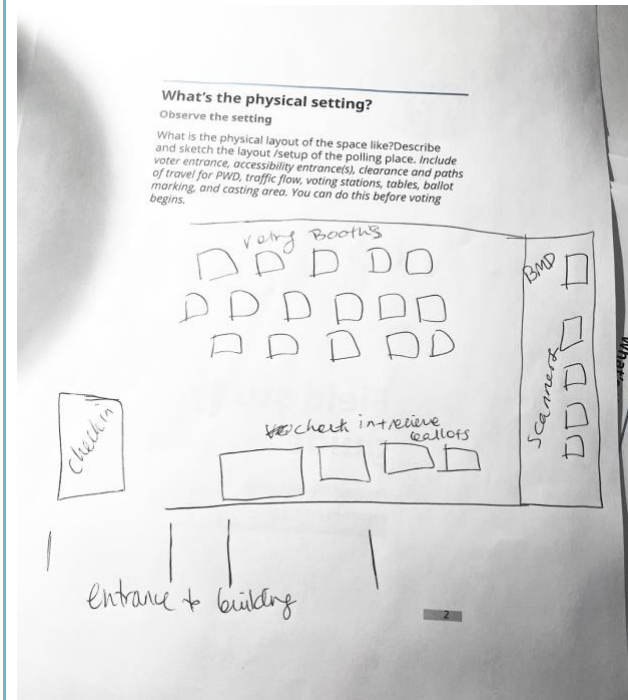 What's the physical setting?
Observe the setting
What is the physical layout of the space like?Describe
and sketch the layout /setup of the polling place. Include
voter entrance, accessibility entrance(s), clearance and paths
of travel for PWD, traffic flow, voting stations, tables, ballot
marking, and casting area. You can do this before voting
begins.
Voting Booths
BMD
Scanners
Checkin
check in + recieve
ballots
entrance to building
2